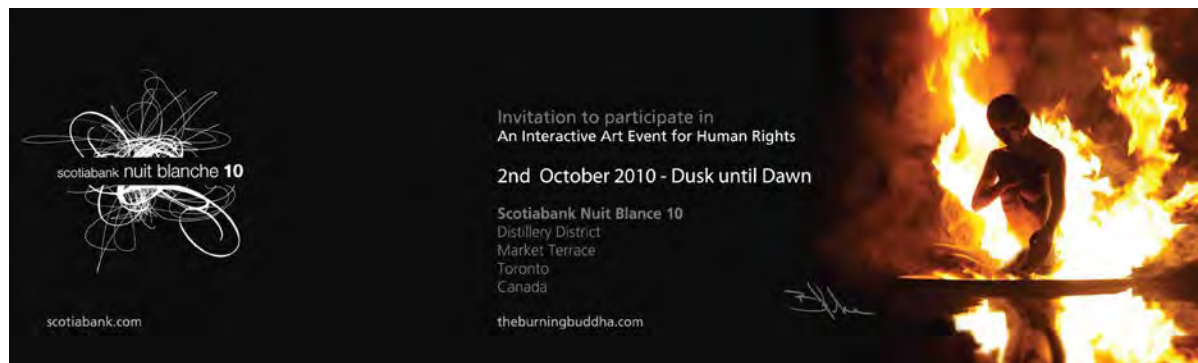 scotiabank nuit blanche 10
scotiabank.com
Invitation to participate in
An Interactive Art Event for Human Rights
2nd October 2010 - Dusk until Dawn
Scotiabank Nuit Blance 10
Distillery District
Market Terrace
Toronto
Canada
theburningbuddha.com